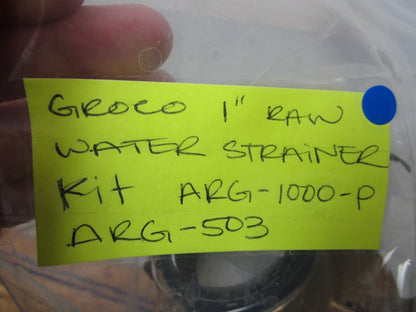 GROCO 1" RAW
WATER STRAINER
Kit ARG-1000-P
ARG-503